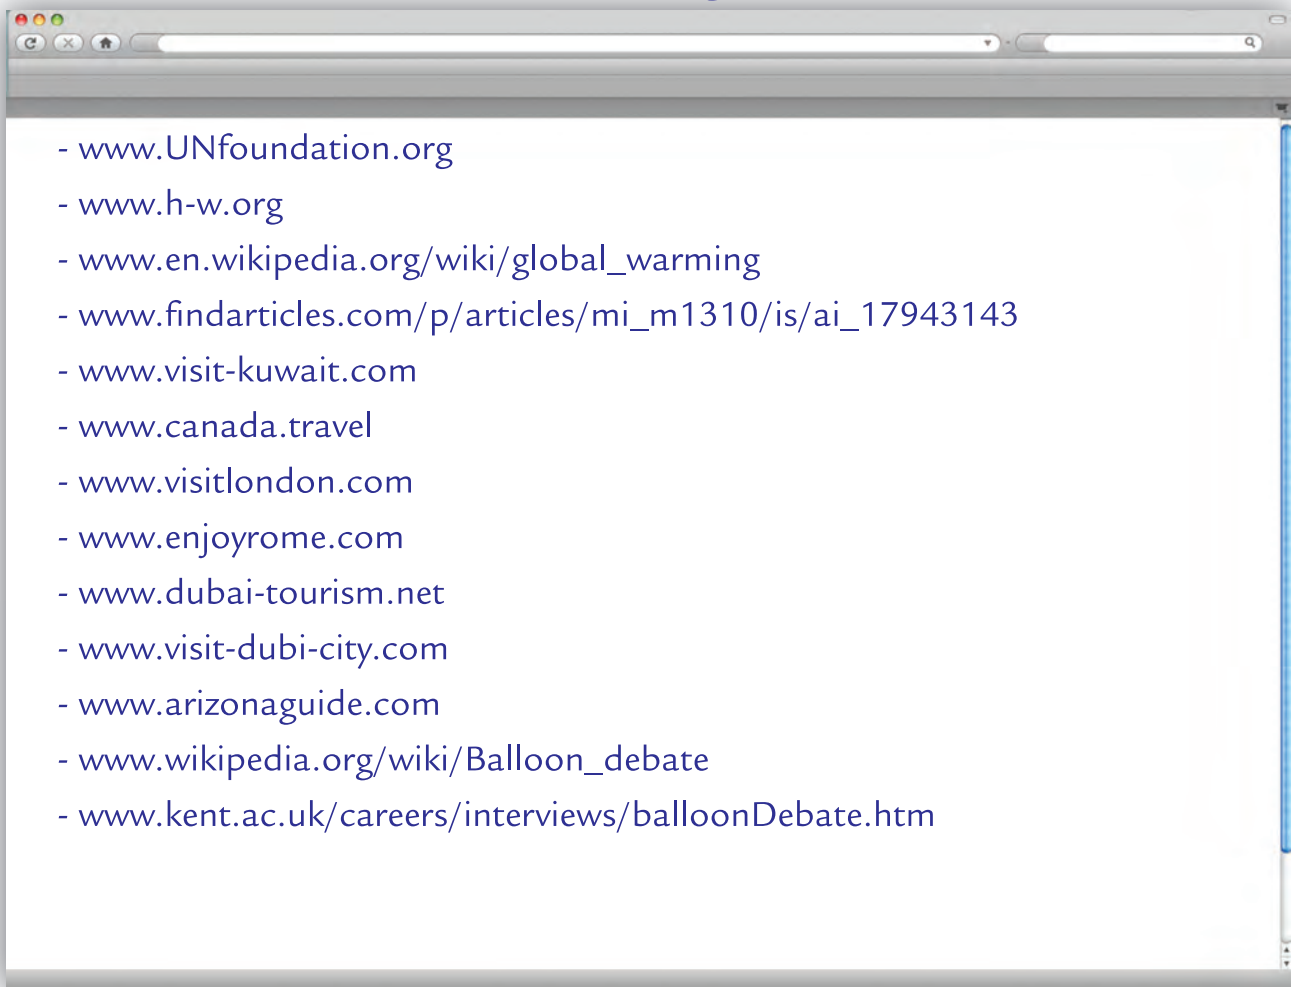 - www.UNfoundation.org
- www.h-w.org
- www.en.wikipedia.org/wiki/global_warming
- www.findarticles.com/p/articles/mi_m1310/is/ai_17943143
- www.visit-kuwait.com
- www.canada.travel
- www.visitlondon.com
- www.enjoyrome.com
- www.dubai-tourism.net
- www.visit-dubi-city.com
- www.arizonaguide.com
- www.wikipedia.org/wiki/Balloon_debate
- www.kent.ac.uk/careers/interviews/balloonDebate.htm